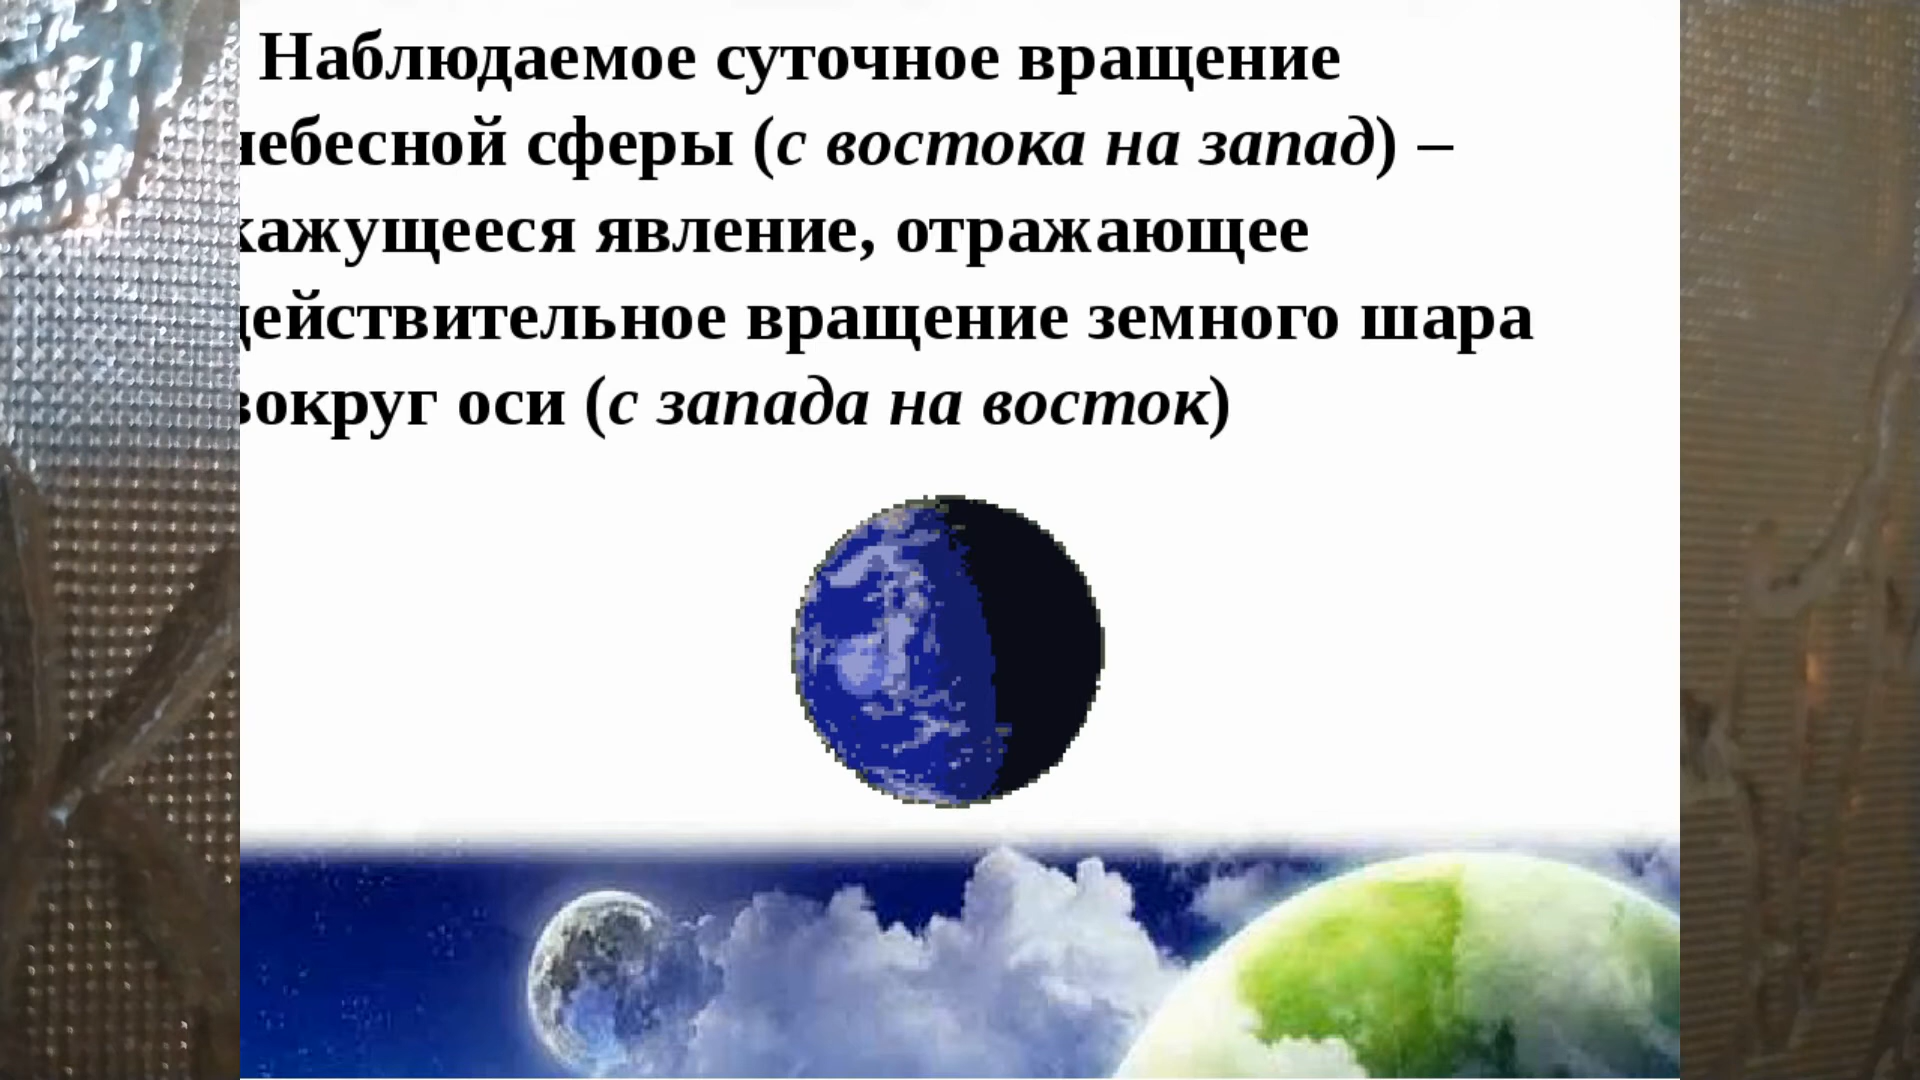 Наблюдаемое суточное вращение
небесной сферы (с востока на запад) –
кажущееся явление, отражающее
действительное вращение земного шара
вокруг оси (с запада на восток)